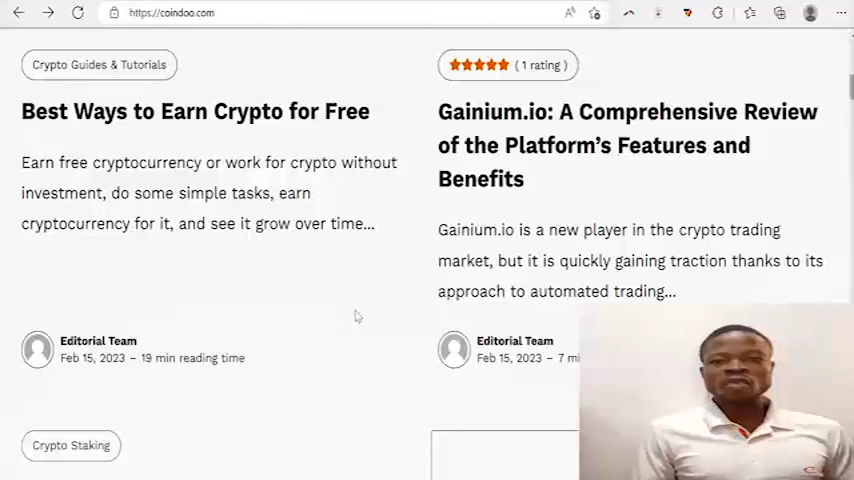 https://coindoo.com
Crypto Guides & Tutorials
Best Ways to Earn Crypto for Free
Earn free cryptocurrency or work for crypto without
investment, do some simple tasks, earn
cryptocurrency for it, and see it grow over time...
Editorial Team
Feb 15, 2023 – 19 min reading time
Crypto Staking
( 1 rating )
Gainium.io: A Comprehensive Review
of the Platform's Features and
Benefits
Gainium.io is a new player in the crypto trading
market, but it is quickly gaining traction thanks to its
approach to automated trading...
Editorial Team
Feb 15, 2023 – 7 mi